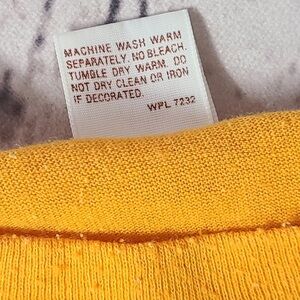 MACHINE WASH WARM
SEPARATELY. NO BLEACH.
TUMBLE DRY WARM. DO
NOT DRY CLEAN OR IRON
IF DECORATED.
WPL 7232